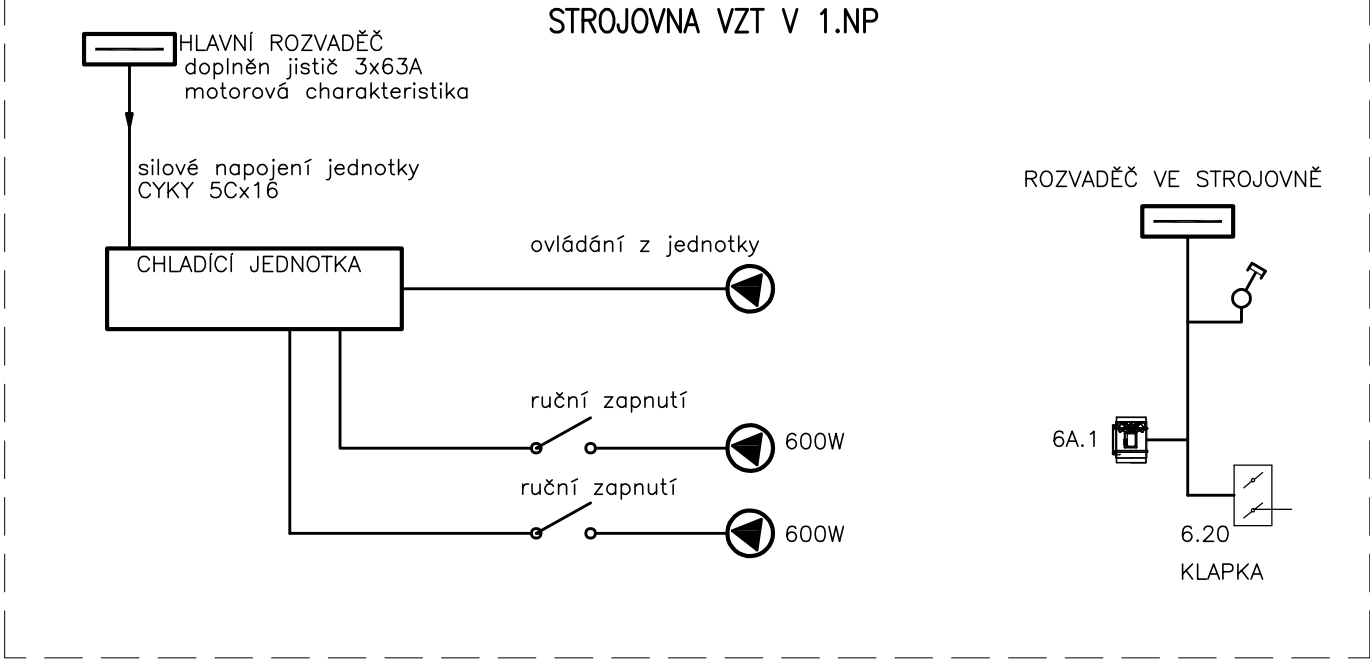 STROJOVNA VZT V 1.NP
HLAVNÍ ROZVADĚČ
doplněn jistič 3x63A
motorová charakteristika
silové napojení jednotky
CYKY 5Cx16
CHLADÍCÍ JEDNOTKA
ovládání z jednotky
ruční zapnutí
600W
ruční zapnutí
600W
ROZVADĚČ VE STROJOVNĚ
6A.1
6.20
KLAPKA